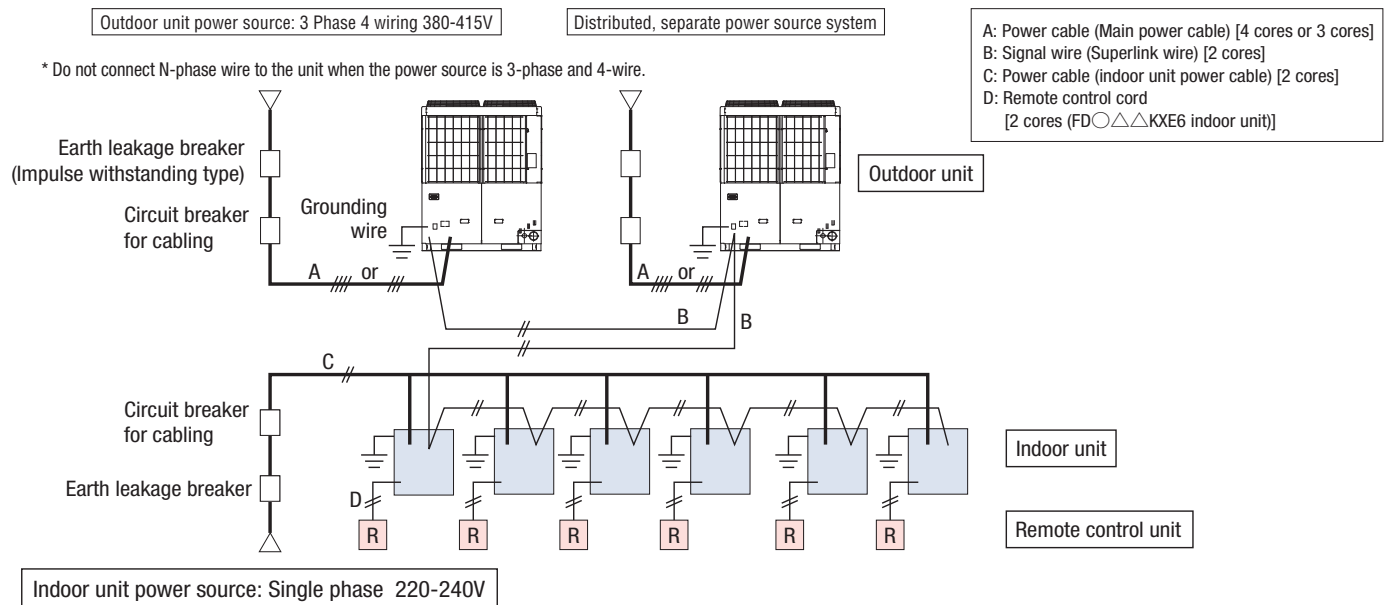 Outdoor unit power source: 3 Phase 4 wiring 380-415V
Distributed, separate power source system
A: Power cable (Main power cable) [4 cores or 3 cores]
B: Signal wire (Superlink wire) [2 cores]
C: Power cable (indoor unit power cable) [2 cores]
D: Remote control cord
[2 cores (FD○△△KXE6 indoor unit)]
* Do not connect N-phase wire to the unit when the power source is 3-phase and 4-wire.
Earth leakage breaker
(Impulse withstanding type)
Circuit breaker
for cabling
Grounding
wire
Outdoor unit
A or
A or
B
B
C
Circuit breaker
for cabling
Earth leakage breaker
Indoor unit
D
R R R R R R
Remote control unit
Indoor unit power source: Single phase 220-240V